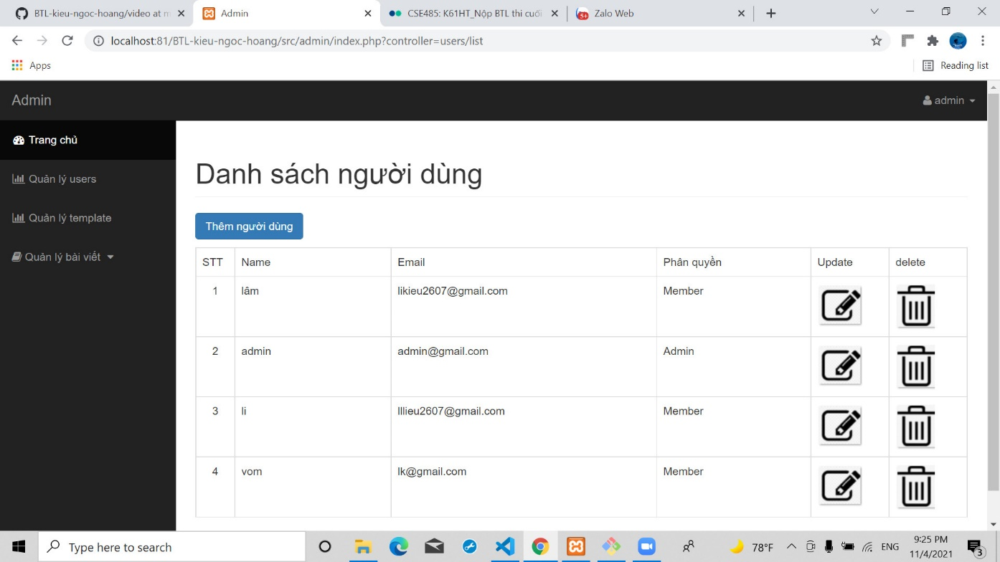 BTL-kieu-ngoc-hoang/video at m
Admin
CSE485: K61HT_Nộp BTL thi cuối
5+
Zalo Web
localhost:81/BTL-kieu-ngoc-hoang/src/admin/index.php?controller=users/list
Apps
Reading list
Admin
admin
Trang chủ
Quản lý users
Quản lý template
Quản lý bài viết
Danh sách người dùng
Thêm người dùng
STT Name Email Phân quyền Update delete
1 lâm likieu2607@gmail.com Member
2 admin admin@gmail.com Admin
3 li lllieu2607@gmail.com Member
4 vom lk@gmail.com Member
Type here to search
78°F
ENG
9:25 PM
11/4/2021
3